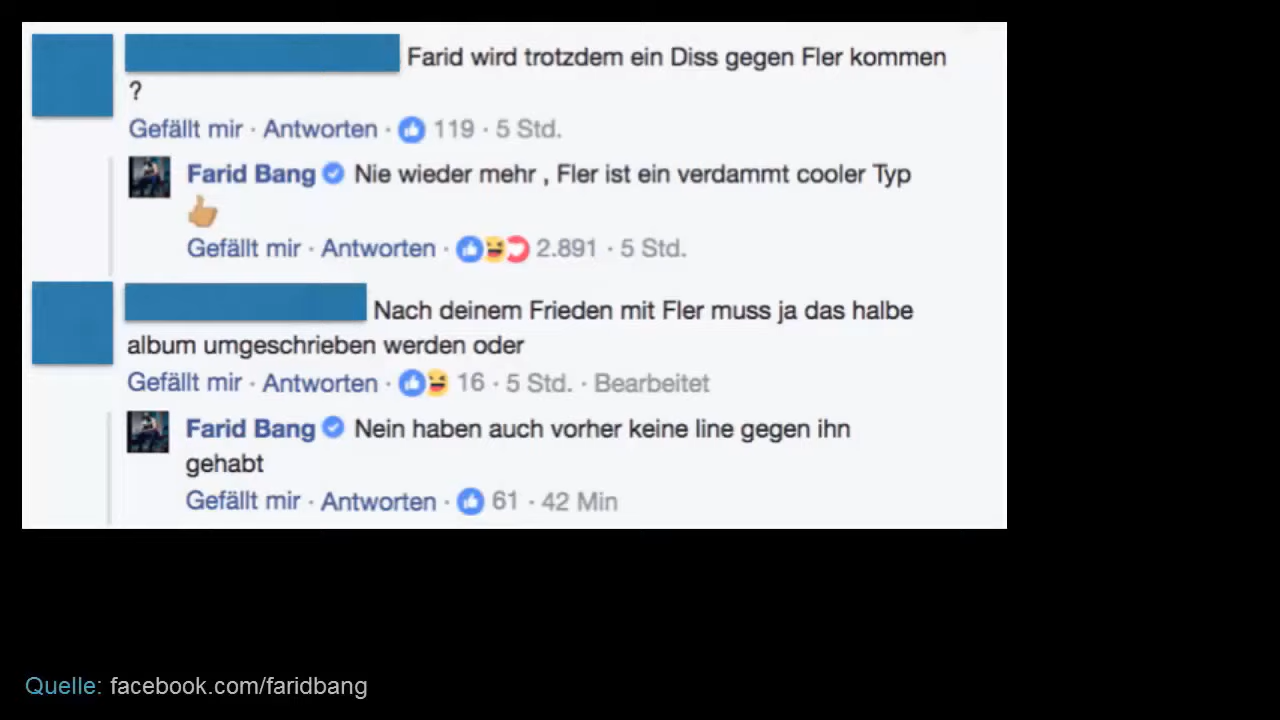 Farid wird trotzdem ein Diss gegen Fler kommen
?
Gefällt mir · Antworten · 119 · 5 Std.
Farid Bang Nie wieder mehr , Fler ist ein verdammt cooler Typ
Gefällt mir · Antworten · 2.891 · 5 Std.
Nach deinem Frieden mit Fler muss ja das halbe
album umgeschrieben werden oder
Gefällt mir · Antworten · 16 · 5 Std. · Bearbeitet
Farid Bang Nein haben auch vorher keine line gegen ihn
gehabt
Gefällt mir · Antworten · 61 · 42 Min
Quelle: facebook.com/faridbang